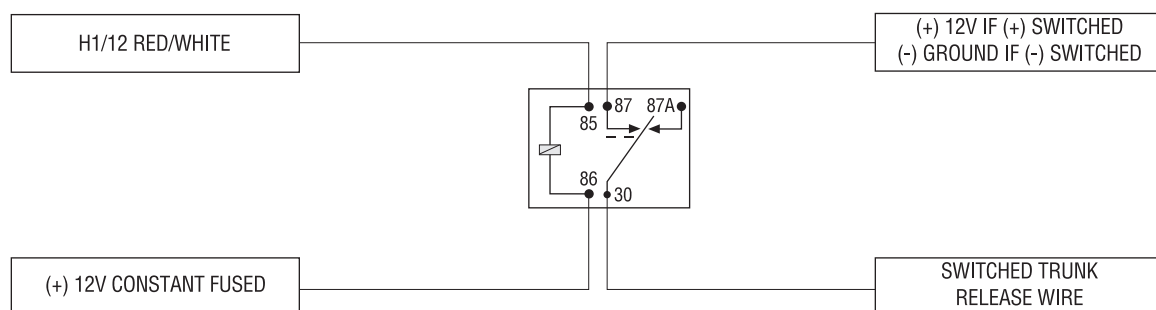 H1/12 RED/WHITE
(+) 12V IF (+) SWITCHED
(-) GROUND IF (-) SWITCHED
87 87A
85
86
30
(+) 12V CONSTANT FUSED
SWITCHED TRUNK
RELEASE WIRE